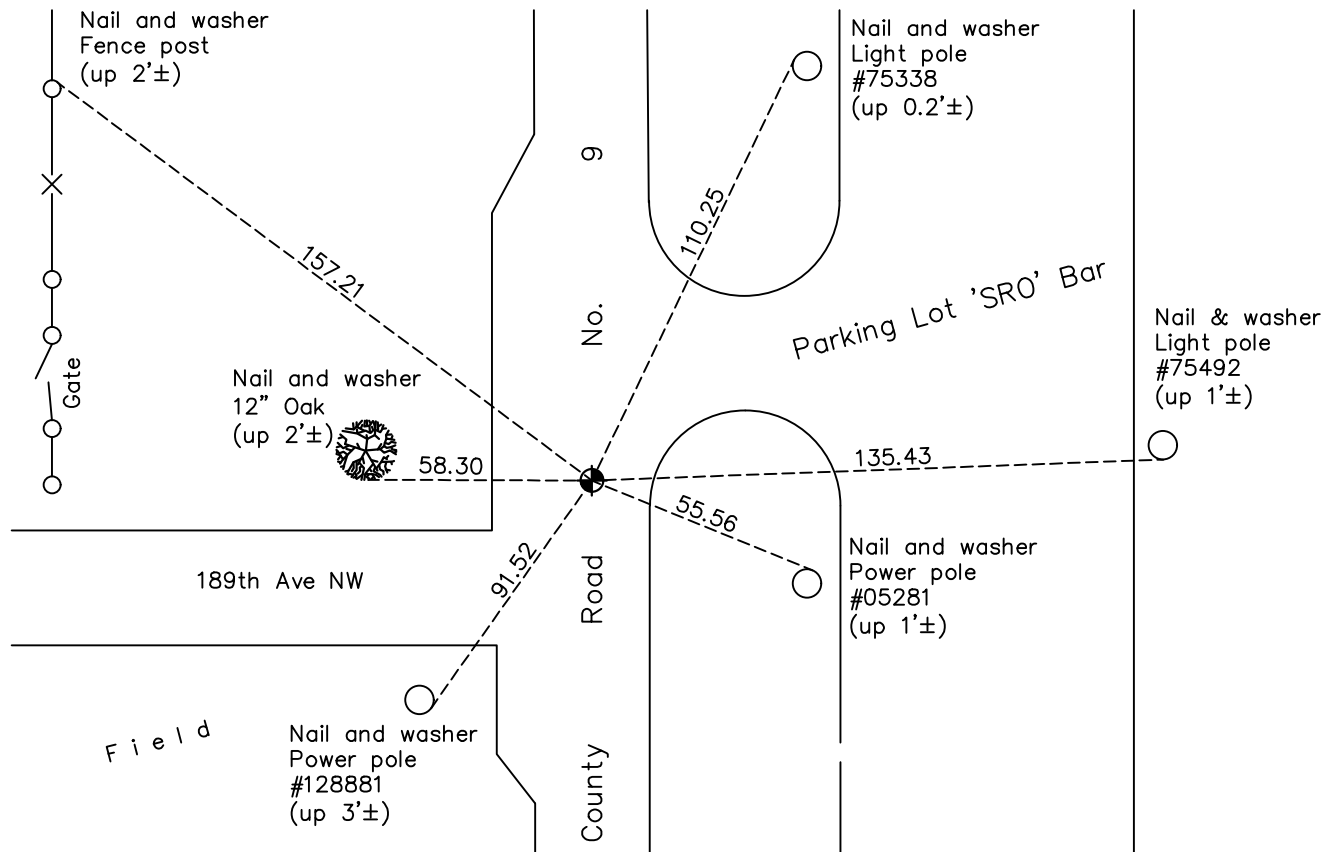 Nail and washer
Fence post
(up 2'±)
Nail and washer
Light pole
#75338
(up 0.2'±)
157.21
110.25
Parking Lot 'SRO' Bar
Nail & washer
Light pole
#75492
(up 1'±)
Gate
Nail and washer
12" Oak
(up 2'±)
58.30
135.43
55.56
91.52
189th Ave NW
Nail and washer
Power pole
#05281
(up 1'±)
County Road No. 9
Field
Nail and washer
Power pole
#128881
(up 3'±)